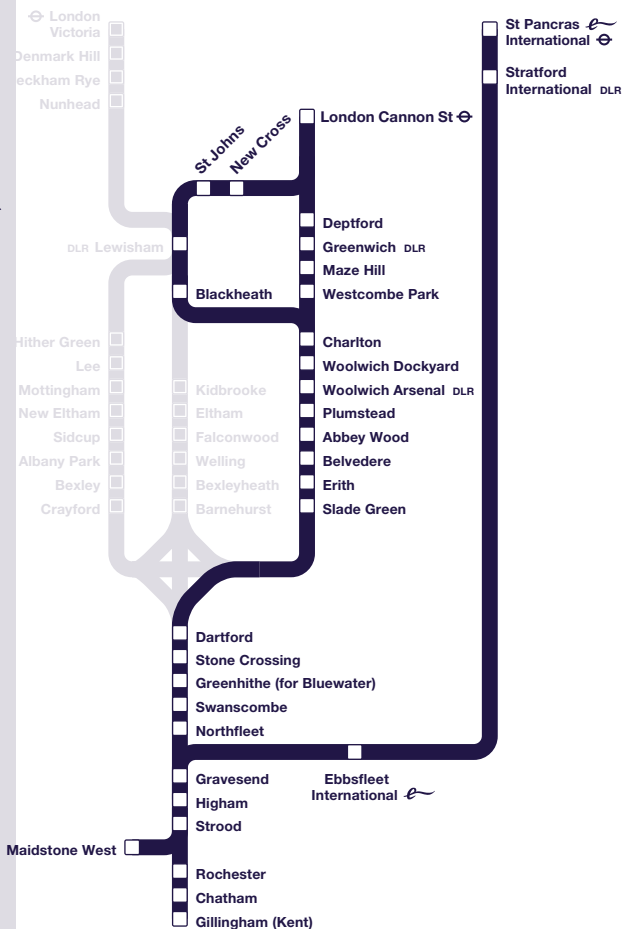 London
Victoria
Denmark Hill
eckham Rye
Nunhead
St Pancras
International
Stratford
International DLR
London Cannon St
St Johns
New Cross
Deptford
Greenwich DLR
Maze Hill
Westcombe Park
DLR Lewisham
Blackheath
Hither Green
Lee
Mottingham
New Eltham
Sidcup
Albany Park
Bexley
Crayford
Kidbrooke
Eltham
Falconwood
Welling
Bexleyheath
Barnehurst
Charlton
Woolwich Dockyard
Woolwich Arsenal DLR
Plumstead
Abbey Wood
Belvedere
Erith
Slade Green
Dartford
Stone Crossing
Greenhithe (for Bluewater)
Swanscombe
Northfleet
Ebbsfleet
International
Gravesend
Higham
Strood
Maidstone West
Rochester
Chatham
Gillingham (Kent)